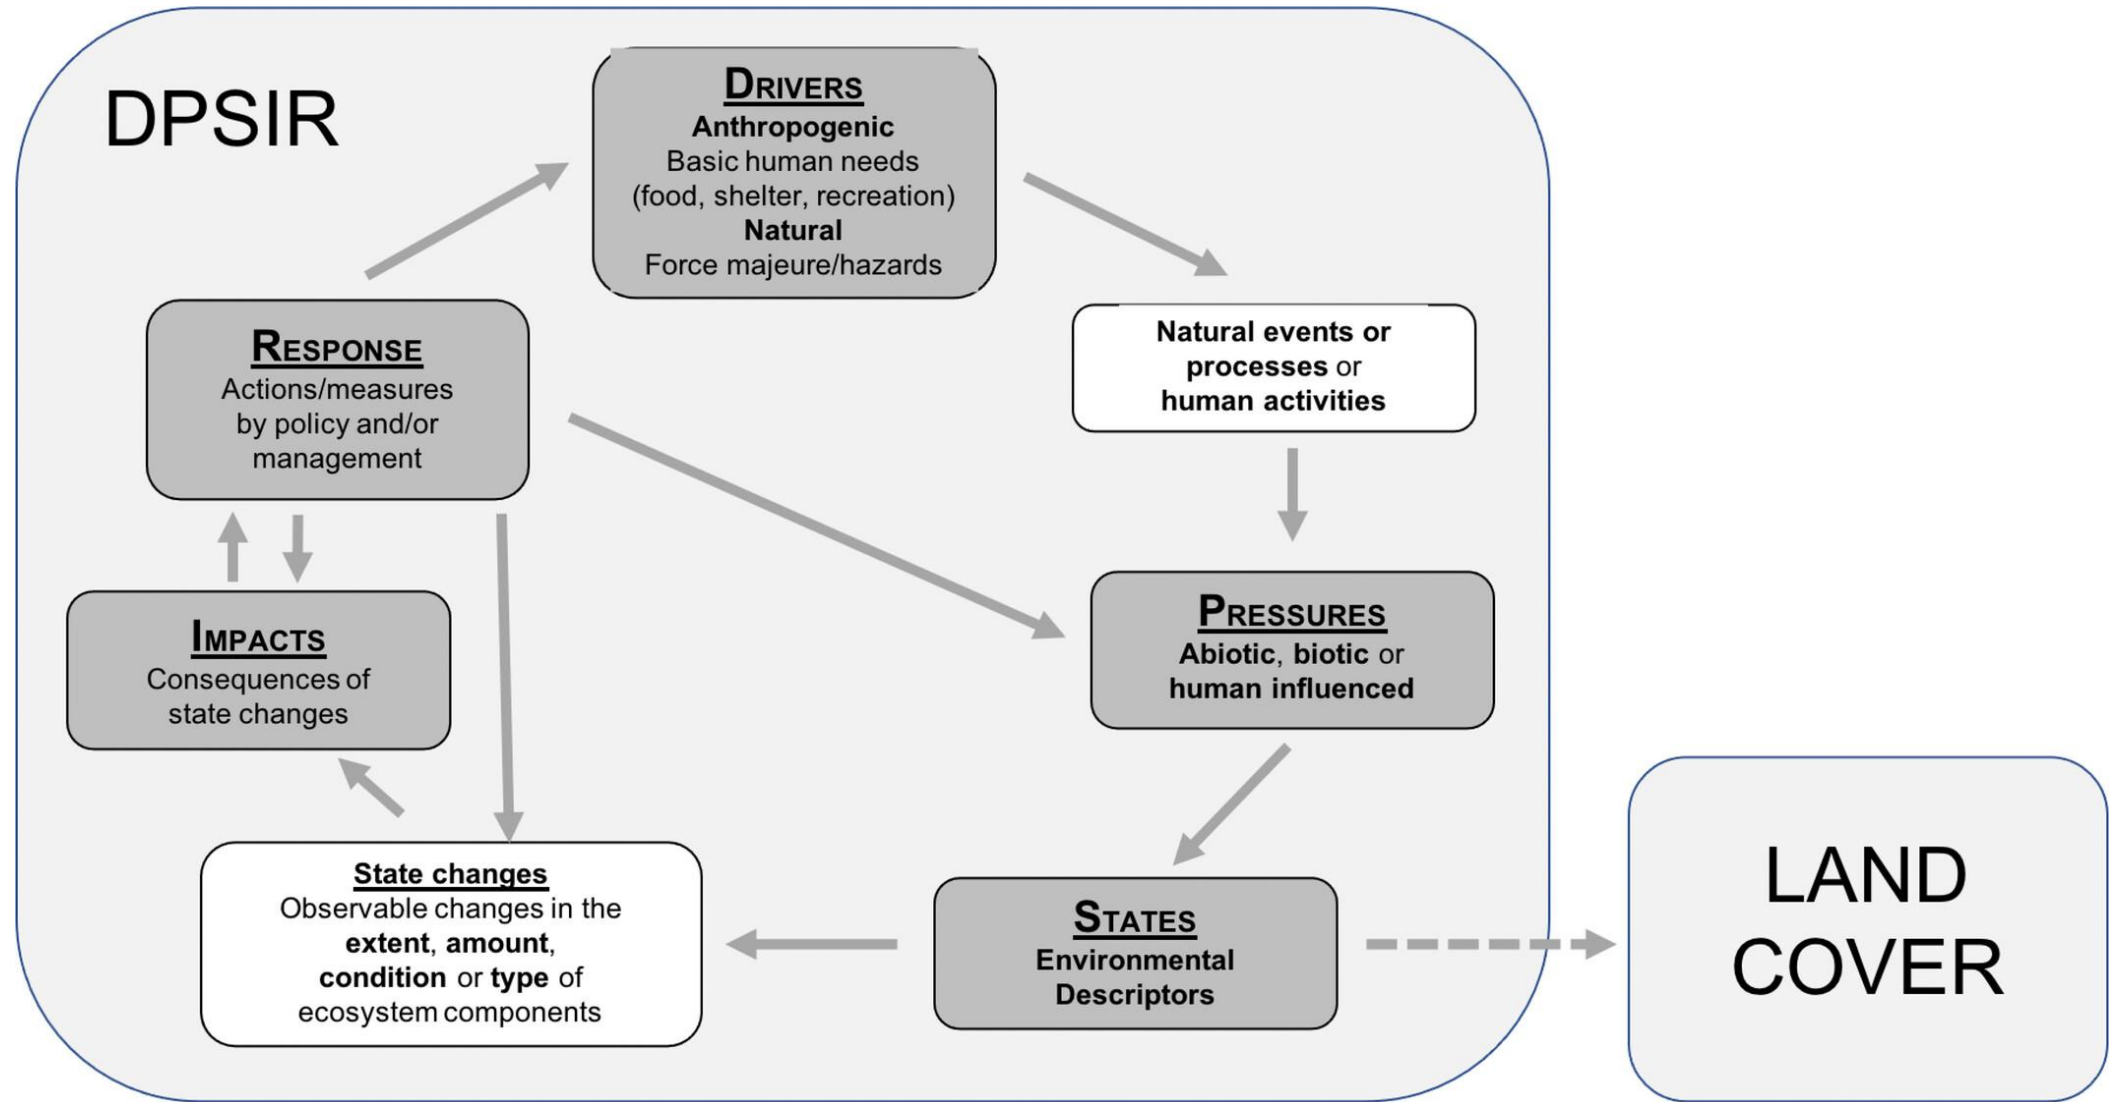 DPSIR
DRIVERS
Anthropogenic
Basic human needs
(food, shelter, recreation)
Natural
Force majeure/hazards
Natural events or
processes or
human activities
RESPONSE
Actions/measures
by policy and/or
management
PRESSURES
Abiotic, biotic or
human influenced
IMPACTS
Consequences of
state changes
State changes
Observable changes in the
extent, amount,
condition or type of
ecosystem components
STATES
Environmental
Descriptors
LAND
COVER